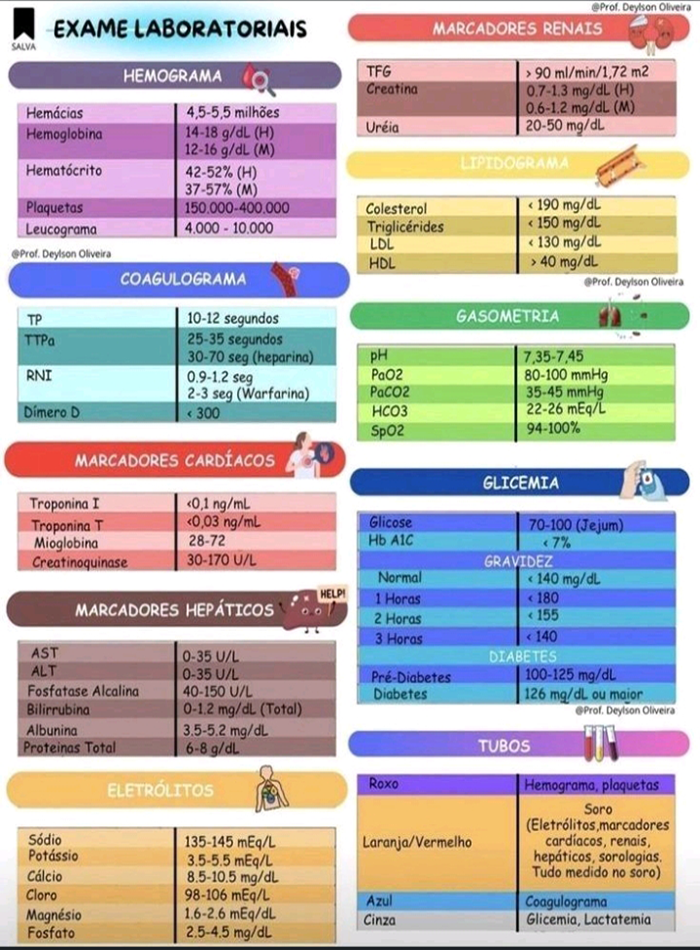 @Prof. Deylson Oliveira
SALVA
EXAME LABORATORIAIS
HEMOGRAMA
Hemácias 4,5-5,5 milhões
Hemoglobina 14-18 g/dL (H)
12-16 g/dL (M)
Hematócrito 42-52% (H)
37-57% (M)
Plaquetas 150.000-400.000
Leucograma 4.000 - 10.000
@Prof. Deylson Oliveira
COAGULOGRAMA
TP 10-12 segundos
TTPa 25-35 segundos
30-70 seg (heparina)
RNI 0.9-1.2 seg
2-3 seg (Warfarina)
Dímero D < 300
MARCADORES CARDÍACOS
Troponina I <0,1 ng/mL
Troponina T <0,03 ng/mL
Mioglobina 28-72
Creatinoquinase 30-170 U/L
HELP!
MARCADORES HEPÁTICOS
AST 0-35 U/L
ALT 0-35 U/L
Fosfatase Alcalina 40-150 U/L
Bilirrubina 0-1.2 mg/dL (Total)
Albunina 3.5-5.2 mg/dL
Proteinas Total 6-8 g/dL
ELETRÓLITOS
Sódio 135-145 mEq/L
Potássio 3.5-5.5 mEq/L
Cálcio 8.5-10.5 mg/dL
Cloro 98-106 mEq/L
Magnésio 1.6-2.6 mEq/dL
Fosfato 2.5-4.5 mg/dL
MARCADORES RENAIS
TFG > 90 ml/min/1,72 m2
Creatina 0.7-1.3 mg/dL (H)
0.6-1.2 mg/dL (M)
Uréia 20-50 mg/dL
LIPIDOGRAMA
Colesterol < 190 mg/dL
Triglicérides < 150 mg/dL
LDL < 130 mg/dL
HDL > 40 mg/dL
@Prof. Deylson Oliveira
GASOMETRIA
pH 7,35-7,45
PaO2 80-100 mmHg
PaCO2 35-45 mmHg
HCO3 22-26 mEq/L
SpO2 94-100%
GLICEMIA
Glicose 70-100 (Jejum)
Hb A1C < 7%
GRAVIDEZ
Normal < 140 mg/dL
1 Horas < 180
2 Horas < 155
3 Horas < 140
DIABETES
Pré-Diabetes 100-125 mg/dL
Diabetes 126 mg/dL ou maior
@Prof. Deylson Oliveira
TUBOS
Roxo Hemograma, plaquetas
Laranja/Vermelho Soro
(Eletrólitos,marcadores
cardíacos, renais,
hepáticos, sorologias.
Tudo medido no soro)
Azul Coagulograma
Cinza Glicemia, Lactatemia